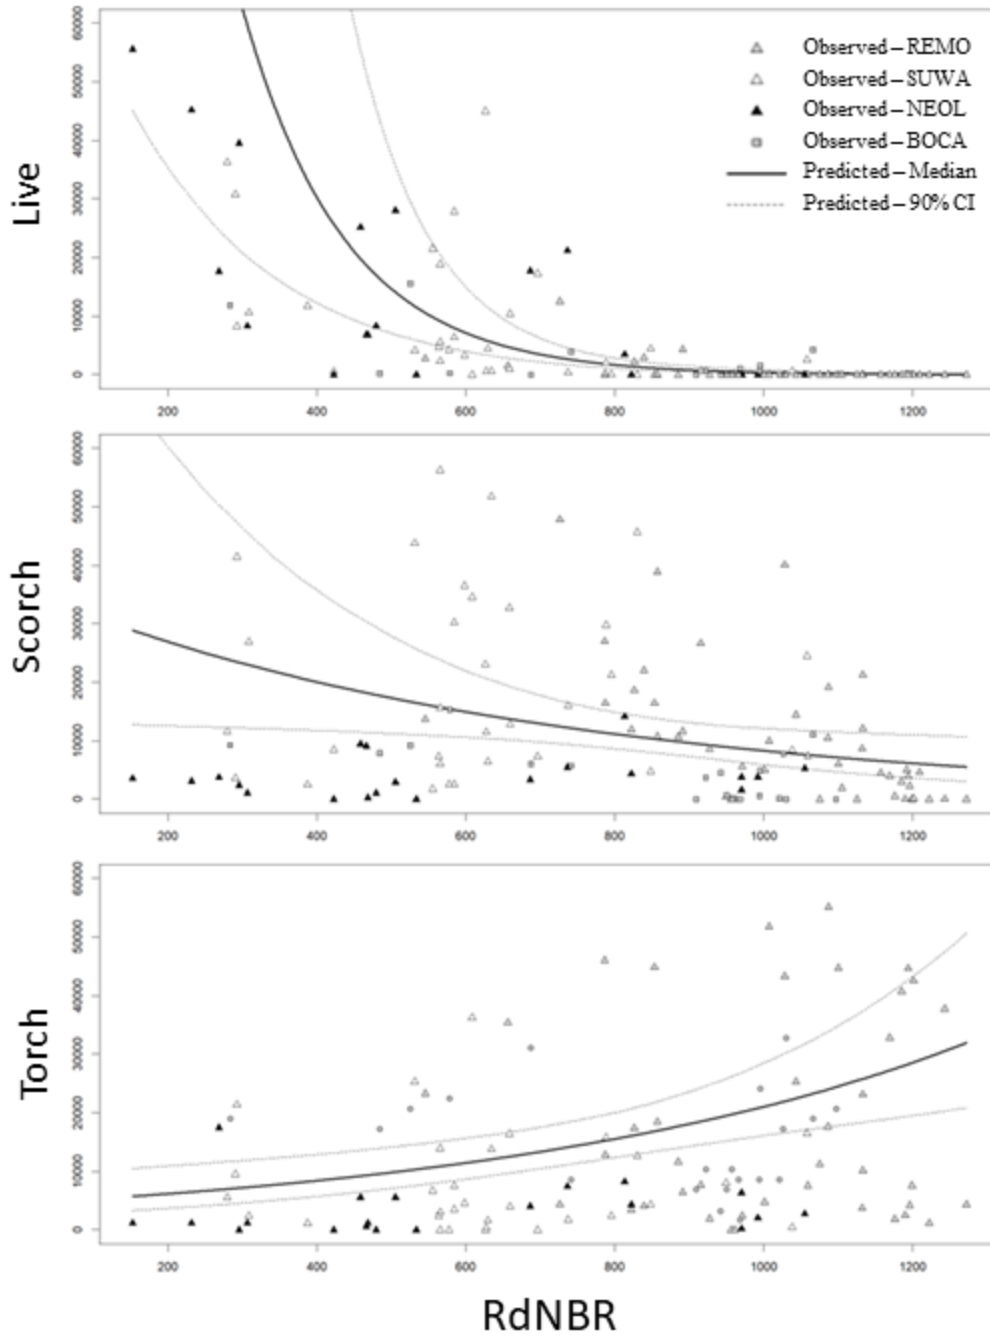 Live
60000
50000
40000
30000
20000
10000
0
Observed – REMO
Observed – SUWA
Observed – NEOL
Observed – BOCA
Predicted – Median
Predicted – 90% CI
200 400 600 800 1000 1200
Scorch
60000
50000
40000
30000
20000
10000
0
200 400 600 800 1000 1200
Torch
60000
50000
40000
30000
20000
10000
0
200 400 600 800 1000 1200
RdNBR